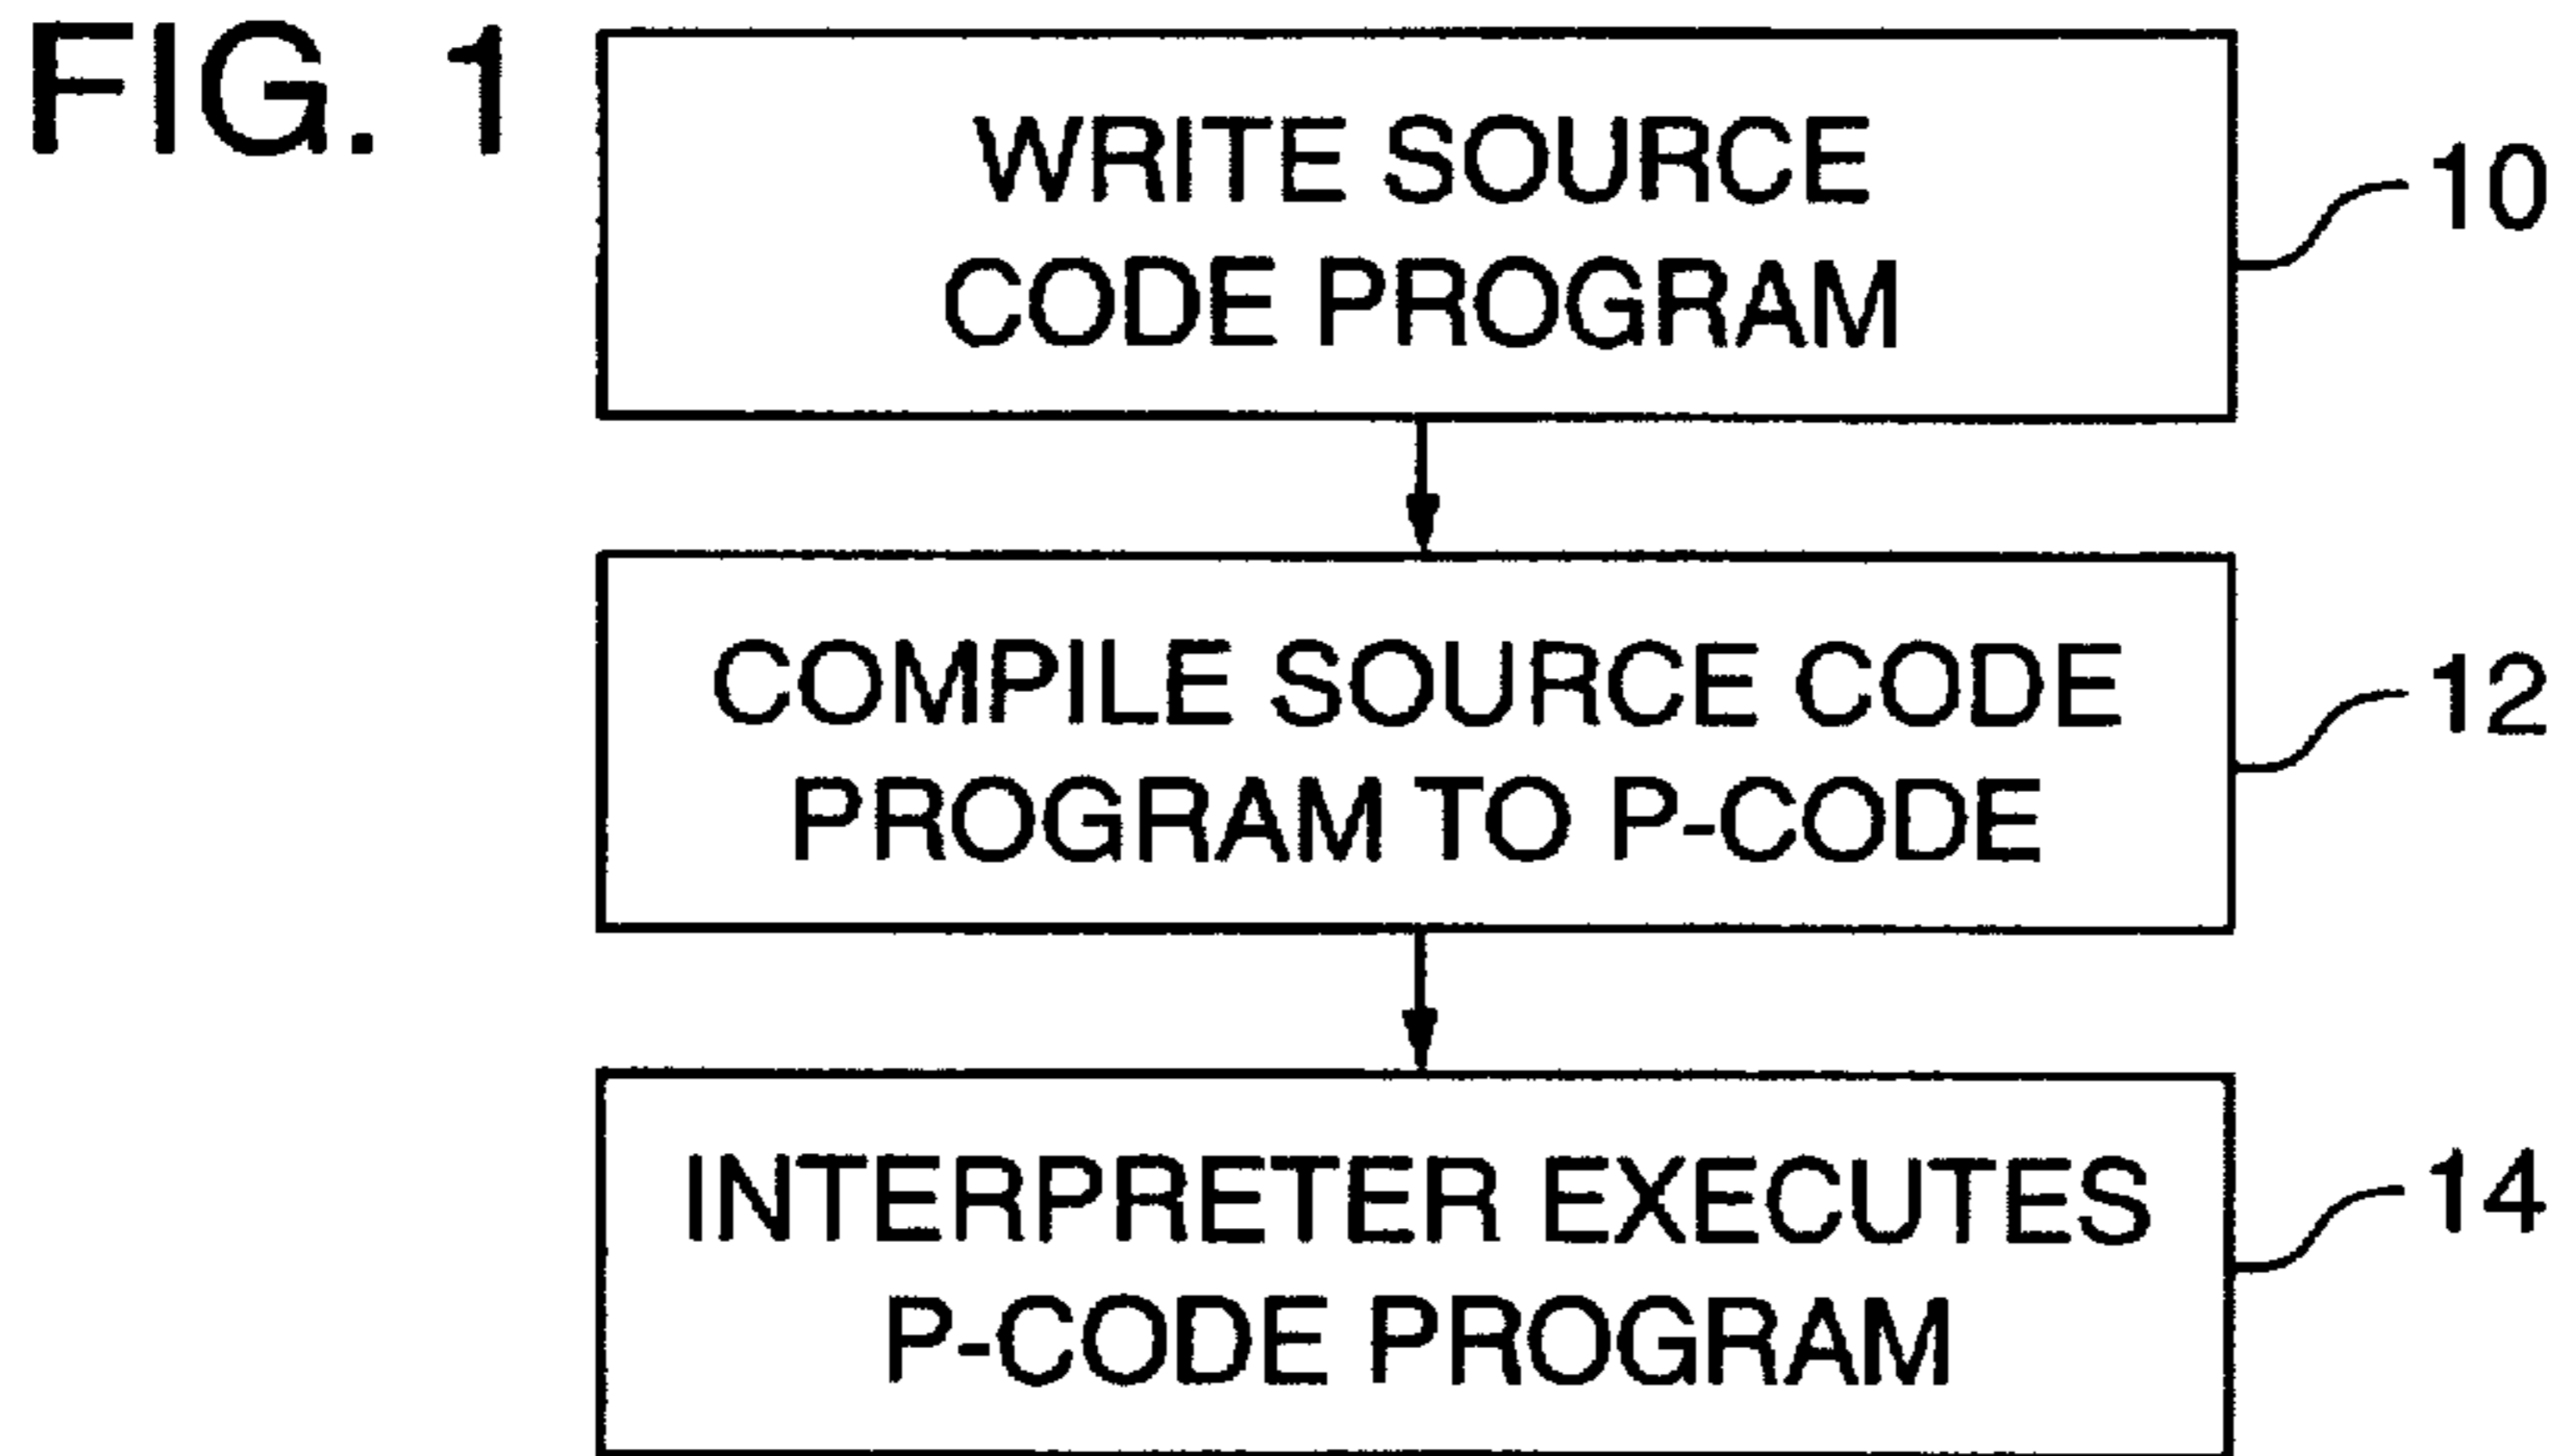 FIG. 1
WRITE SOURCE
CODE PROGRAM
10
COMPILE SOURCE CODE
PROGRAM TO P-CODE
12
INTERPRETER EXECUTES
P-CODE PROGRAM
14